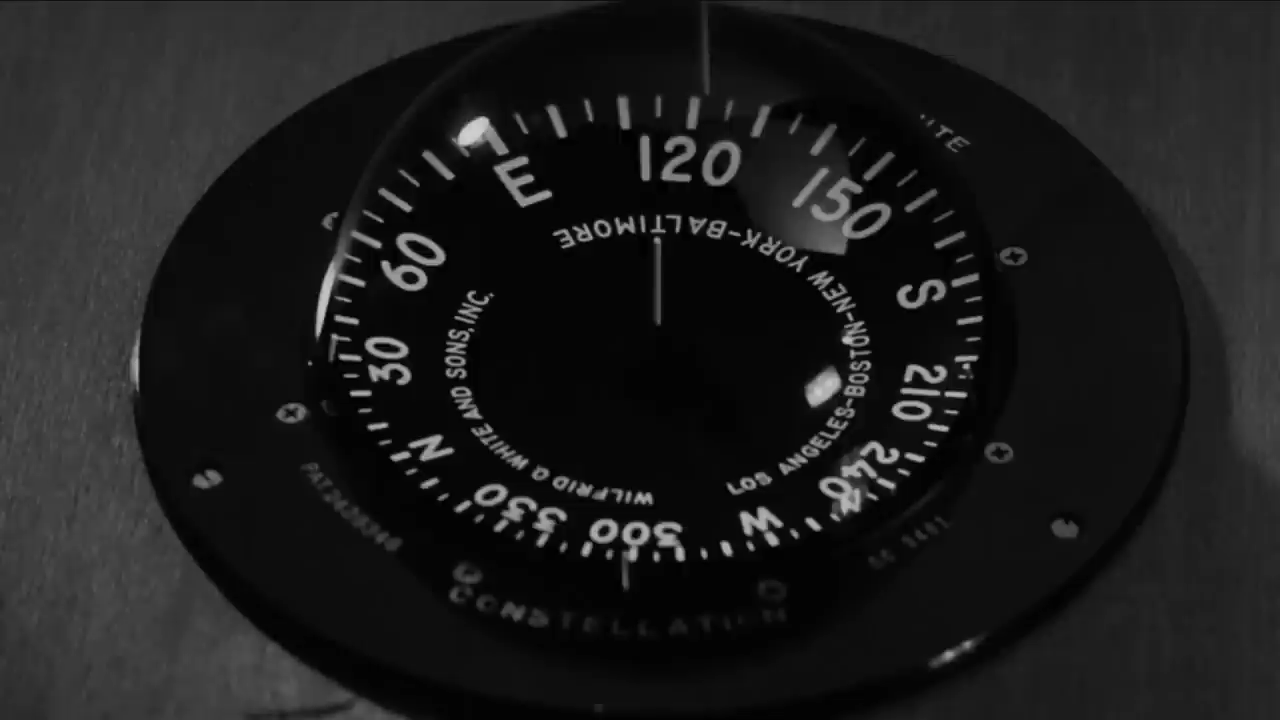 E
120
150
S
210
240
W
300
330
N
30
60
WILFRID O. WHITE AND SONS, INC.
BALTIMORE-NEW YORK-BOSTON-LOS ANGELES
CONSTELLATION